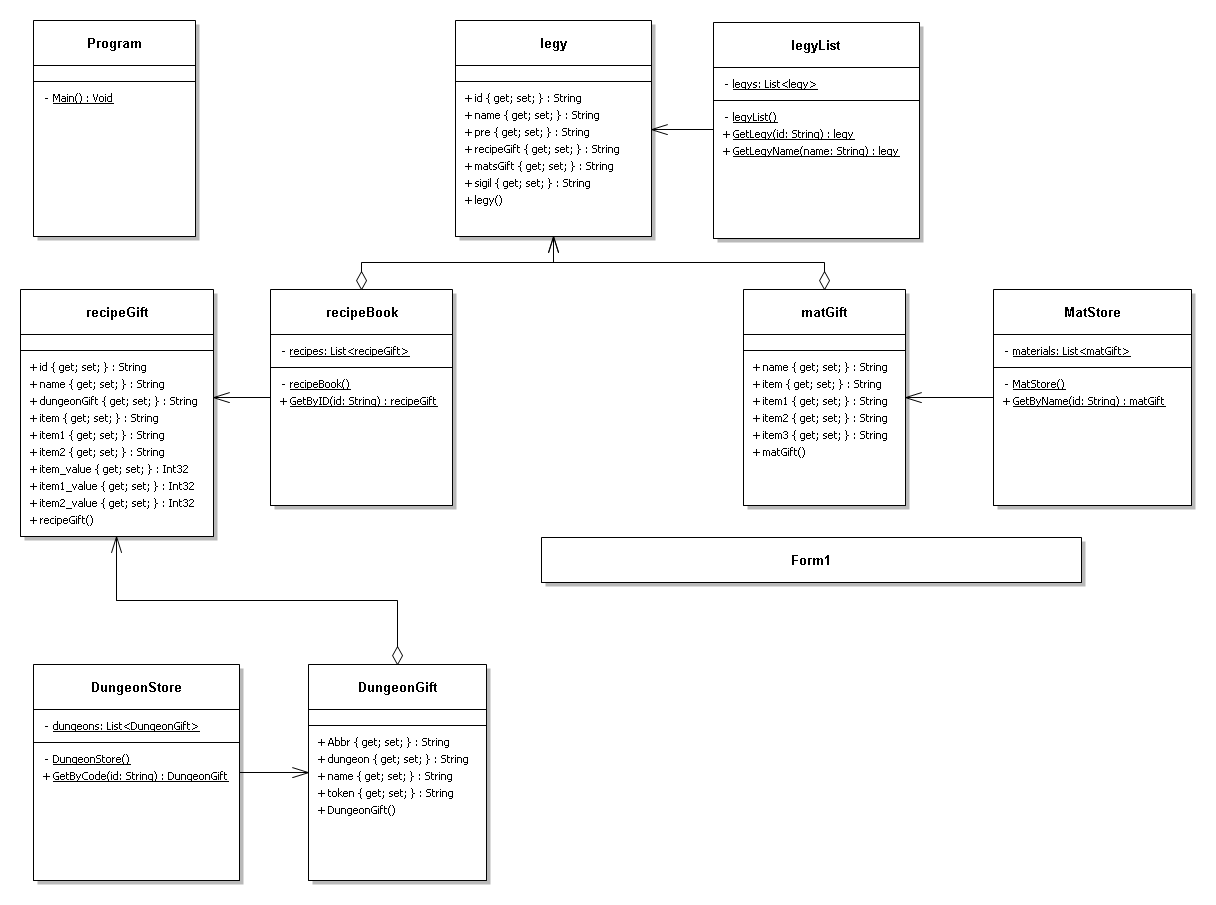 Program
- Main() : Void
legy
+ id { get; set; } : String
+ name { get; set; } : String
+ pre { get; set; } : String
+ recipeGift { get; set; } : String
+ matsGift { get; set; } : String
+ sigil { get; set; } : String
+ legy()
legyList
- legys: List<legy>
- legyList()
+ GetLegy(id: String) : legy
+ GetLegyName(name: String) : legy
recipeGift
+ id { get; set; } : String
+ name { get; set; } : String
+ dungeonGift { get; set; } : String
+ item { get; set; } : String
+ item1 { get; set; } : String
+ item2 { get; set; } : String
+ item_value { get; set; } : Int32
+ item1_value { get; set; } : Int32
+ item2_value { get; set; } : Int32
+ recipeGift()
recipeBook
- recipes: List<recipeGift>
- recipeBook()
+ GetByID(id: String) : recipeGift
matGift
+ name { get; set; } : String
+ item { get; set; } : String
+ item1 { get; set; } : String
+ item2 { get; set; } : String
+ item3 { get; set; } : String
+ matGift()
MatStore
- materials: List<matGift>
- MatStore()
+ GetByName(id: String) : matGift
Form1
DungeonStore
- dungeons: List<DungeonGift>
- DungeonStore()
+ GetByCode(id: String) : DungeonGift
DungeonGift
+ Abbr { get; set; } : String
+ dungeon { get; set; } : String
+ name { get; set; } : String
+ token { get; set; } : String
+ DungeonGift()